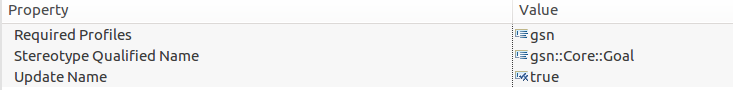 Property Value
Required Profiles gsn
Stereotype Qualified Name gsn::Core::Goal
Update Name true